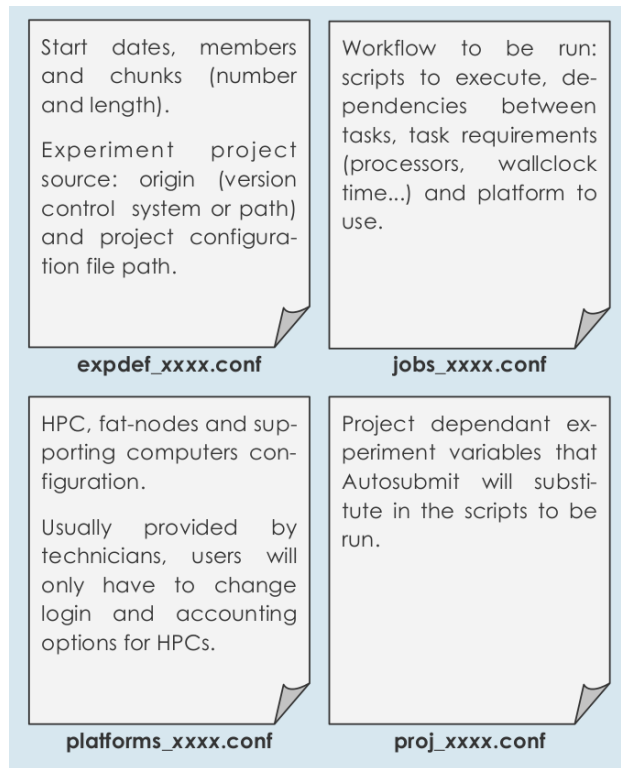 Start dates, members
and chunks (number
and length).
Experiment project
source: origin (version
control system or path)
and project configura-
tion file path.
expdef_xxxx.conf
Workflow to be run:
scripts to execute, de-
pendencies between
tasks, task requirements
(processors, wallclock
time...) and platform to
use.
jobs_xxxx.conf
HPC, fat-nodes and sup-
porting computers con-
figuration.
Usually provided by
technicians, users will
only have to change
login and accounting
options for HPCs.
platforms_xxxx.conf
Project dependant ex-
periment variables that
Autosubmit will substi-
tute in the scripts to be
run.
proj_xxxx.conf